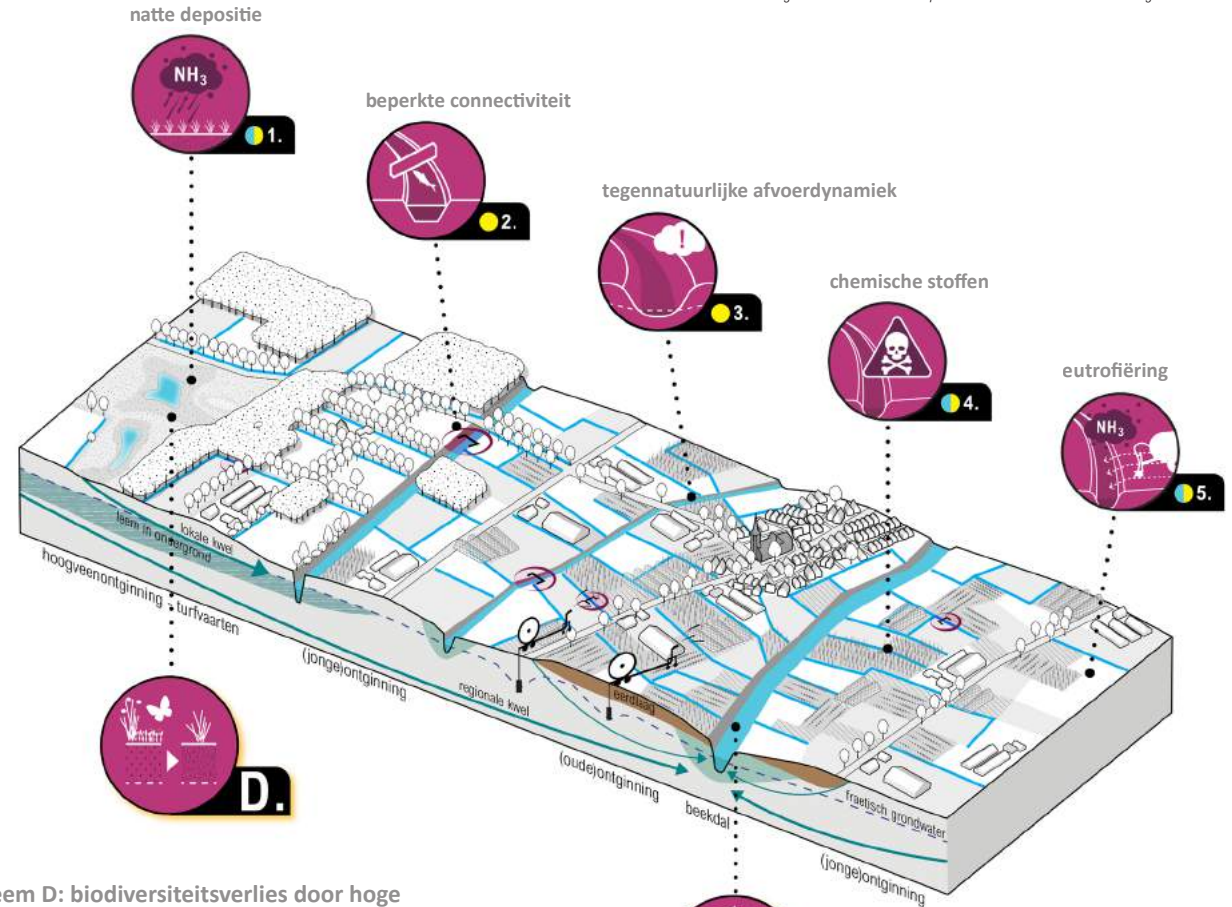 natte depositie
NH3
1.
beperkte connectiviteit
2.
tegennatuurlijke afvoerdynamiek
!
3.
chemische stoffen
4.
eutrofiëring
NH3
5.
lokale kwel
leem in ondergrond
hoogveenontginning - turfvaarten
(jonge)ontginning
regionale kwel
eerdlaag
(oude)ontginning
beekdal
freatisch grondwater
(jonge)ontginning
D.
eem D: biodiversiteitsverlies door hoge